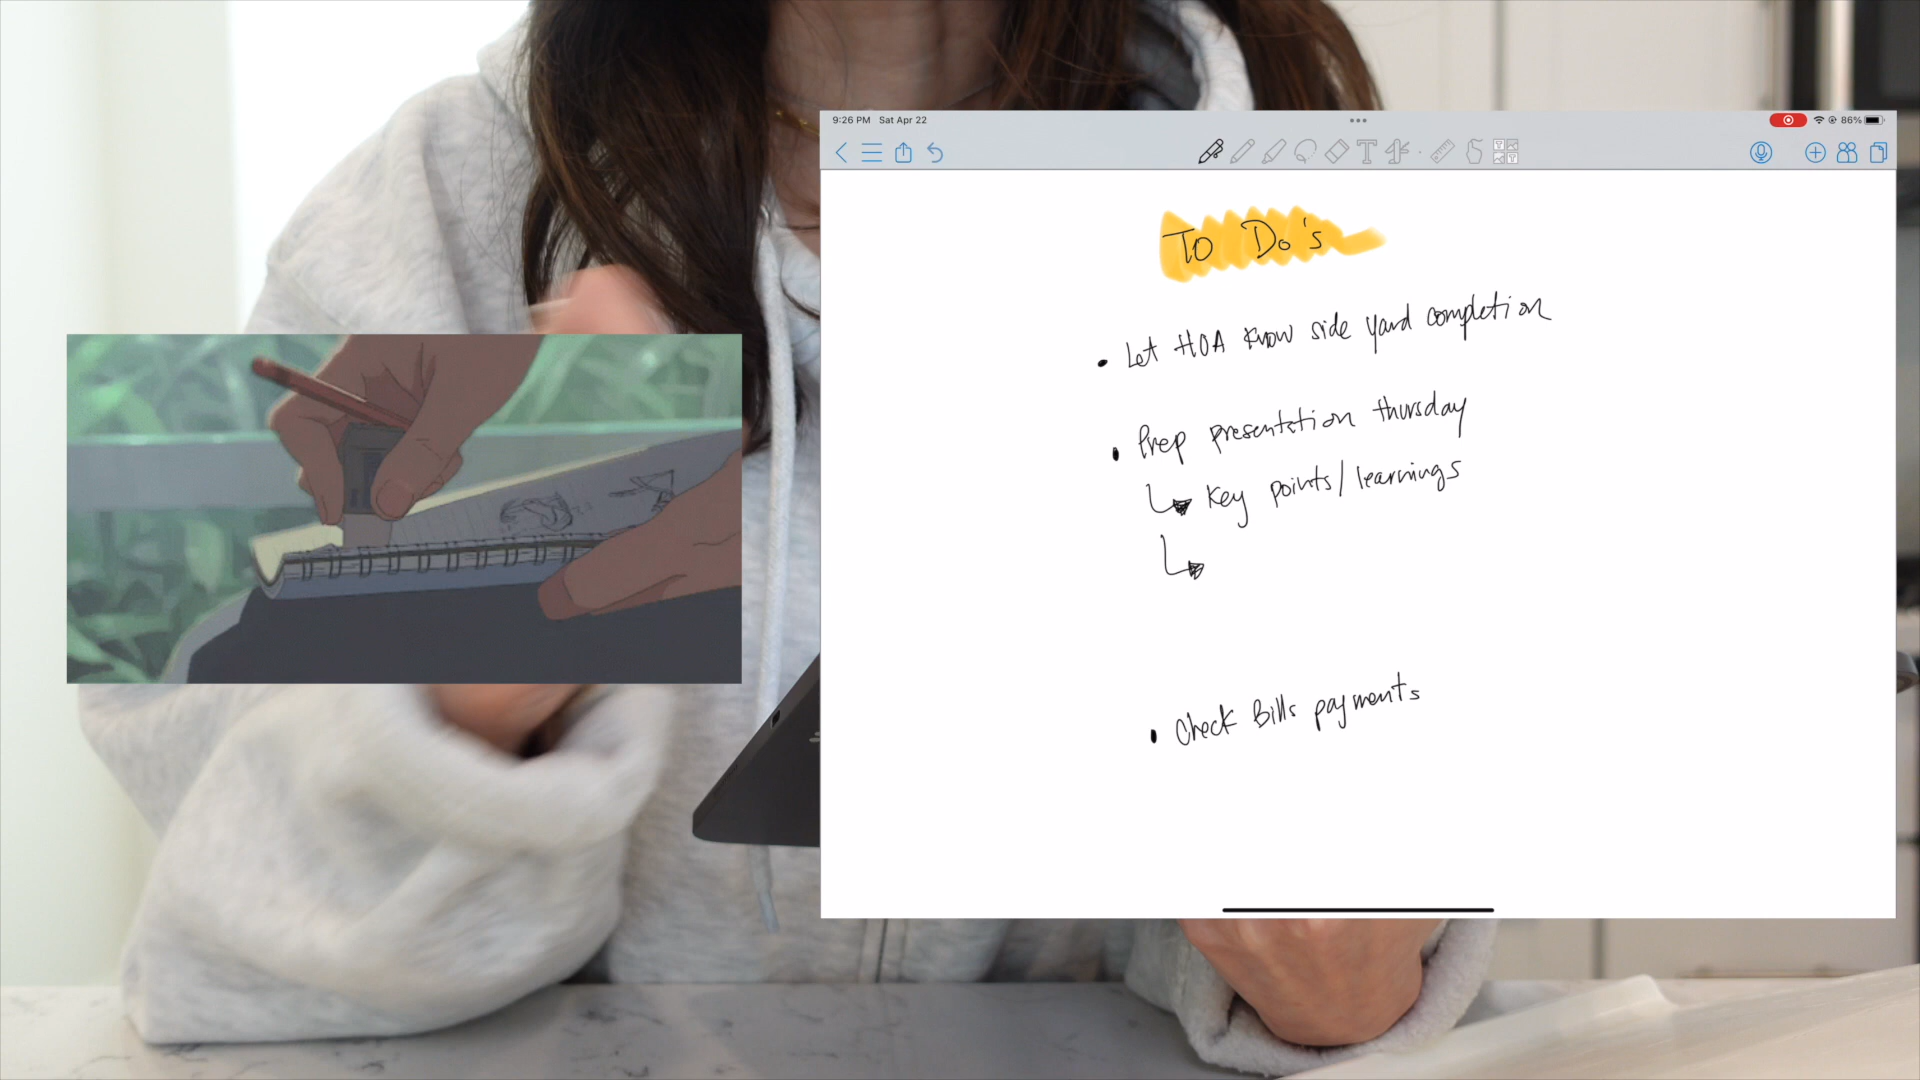 9:26 PM Sat Apr 22
86%
To Do's
• Let HOA know side yard completion
• Prep presentation thursday
↳ Key points/learnings
↳
• Check Bills payments